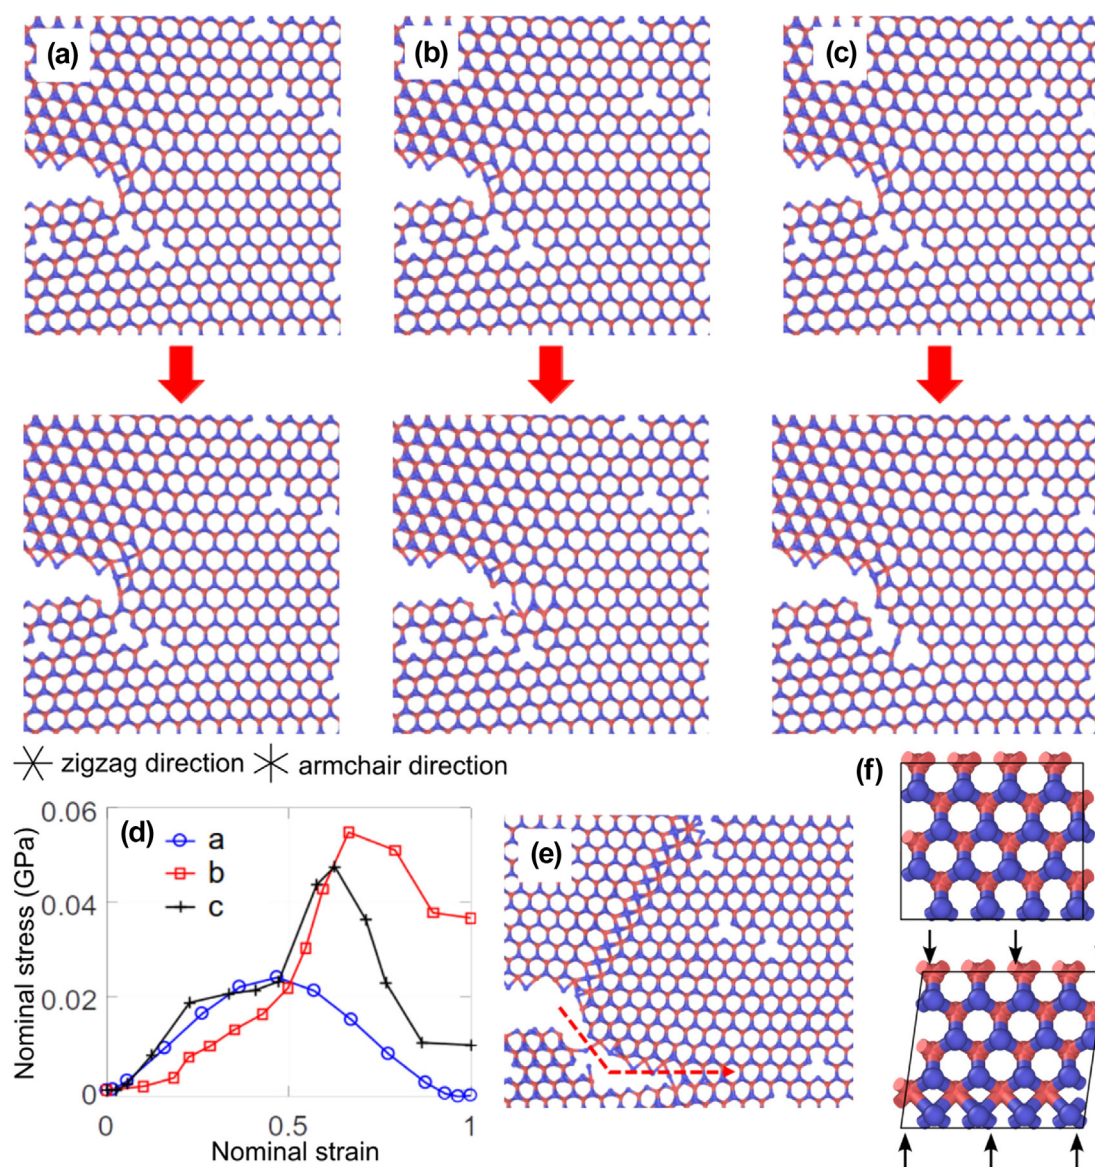 (a)
(b)
(c)
zigzag direction
armchair direction
(f)
0.06
(d)
a
b
c
(e)
0.04
0.02
0
Nominal stress (GPa)
0
0.5
1
Nominal strain